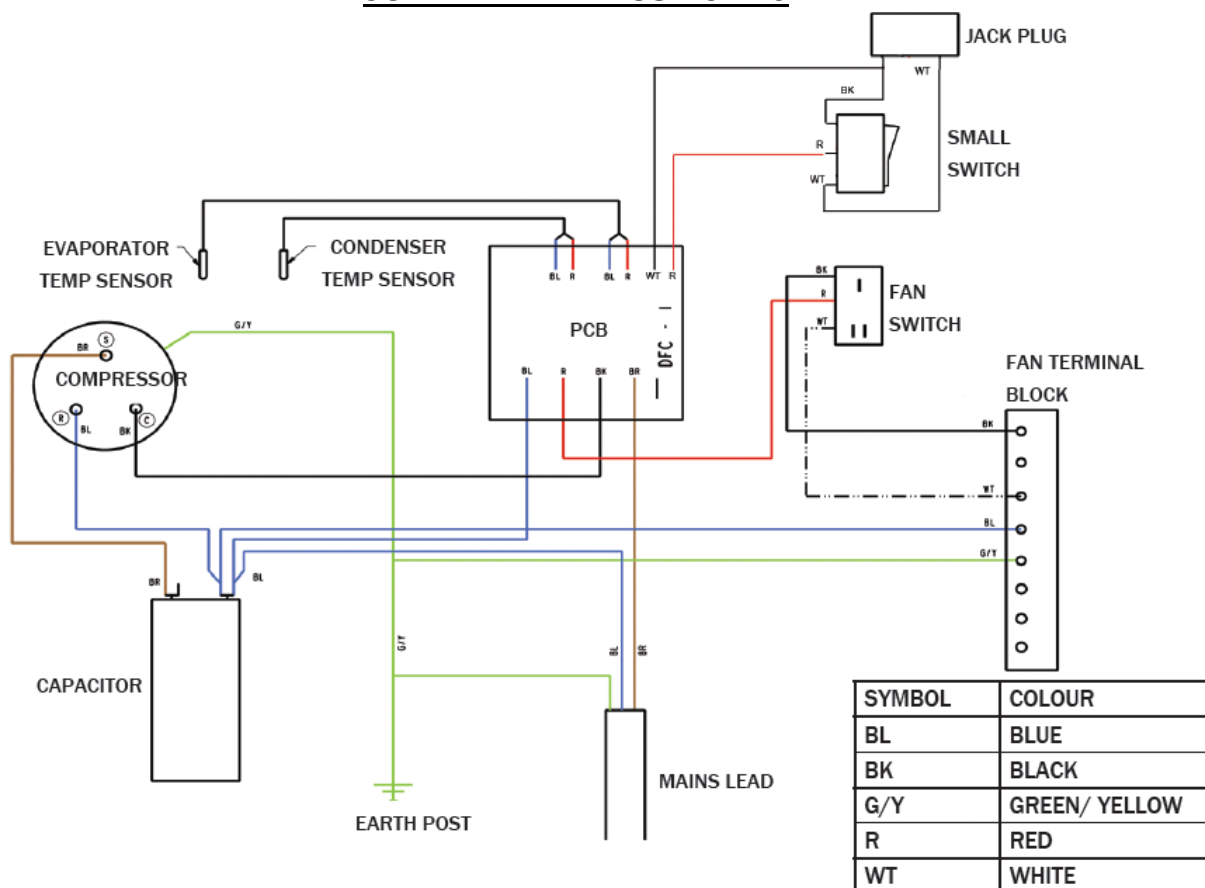 JACK PLUG
WT
BK
SMALL
SWITCH
R
WT
EVAPORATOR
TEMP SENSOR
CONDENSER
TEMP SENSOR
BL R BL R WT R
PCB
DFC - I
BL R BK BR
BK
R
WT
FAN
SWITCH
I
II
G/Y
S
BR
COMPRESSOR
R
BL
BK
C
FAN TERMINAL
BLOCK
BK
WT
BL
G/Y
BR
BL
CAPACITOR
G/Y
BL
BR
MAINS LEAD
EARTH POST
SYMBOL COLOUR
BL BLUE
BK BLACK
G/Y GREEN/ YELLOW
R RED
WT WHITE